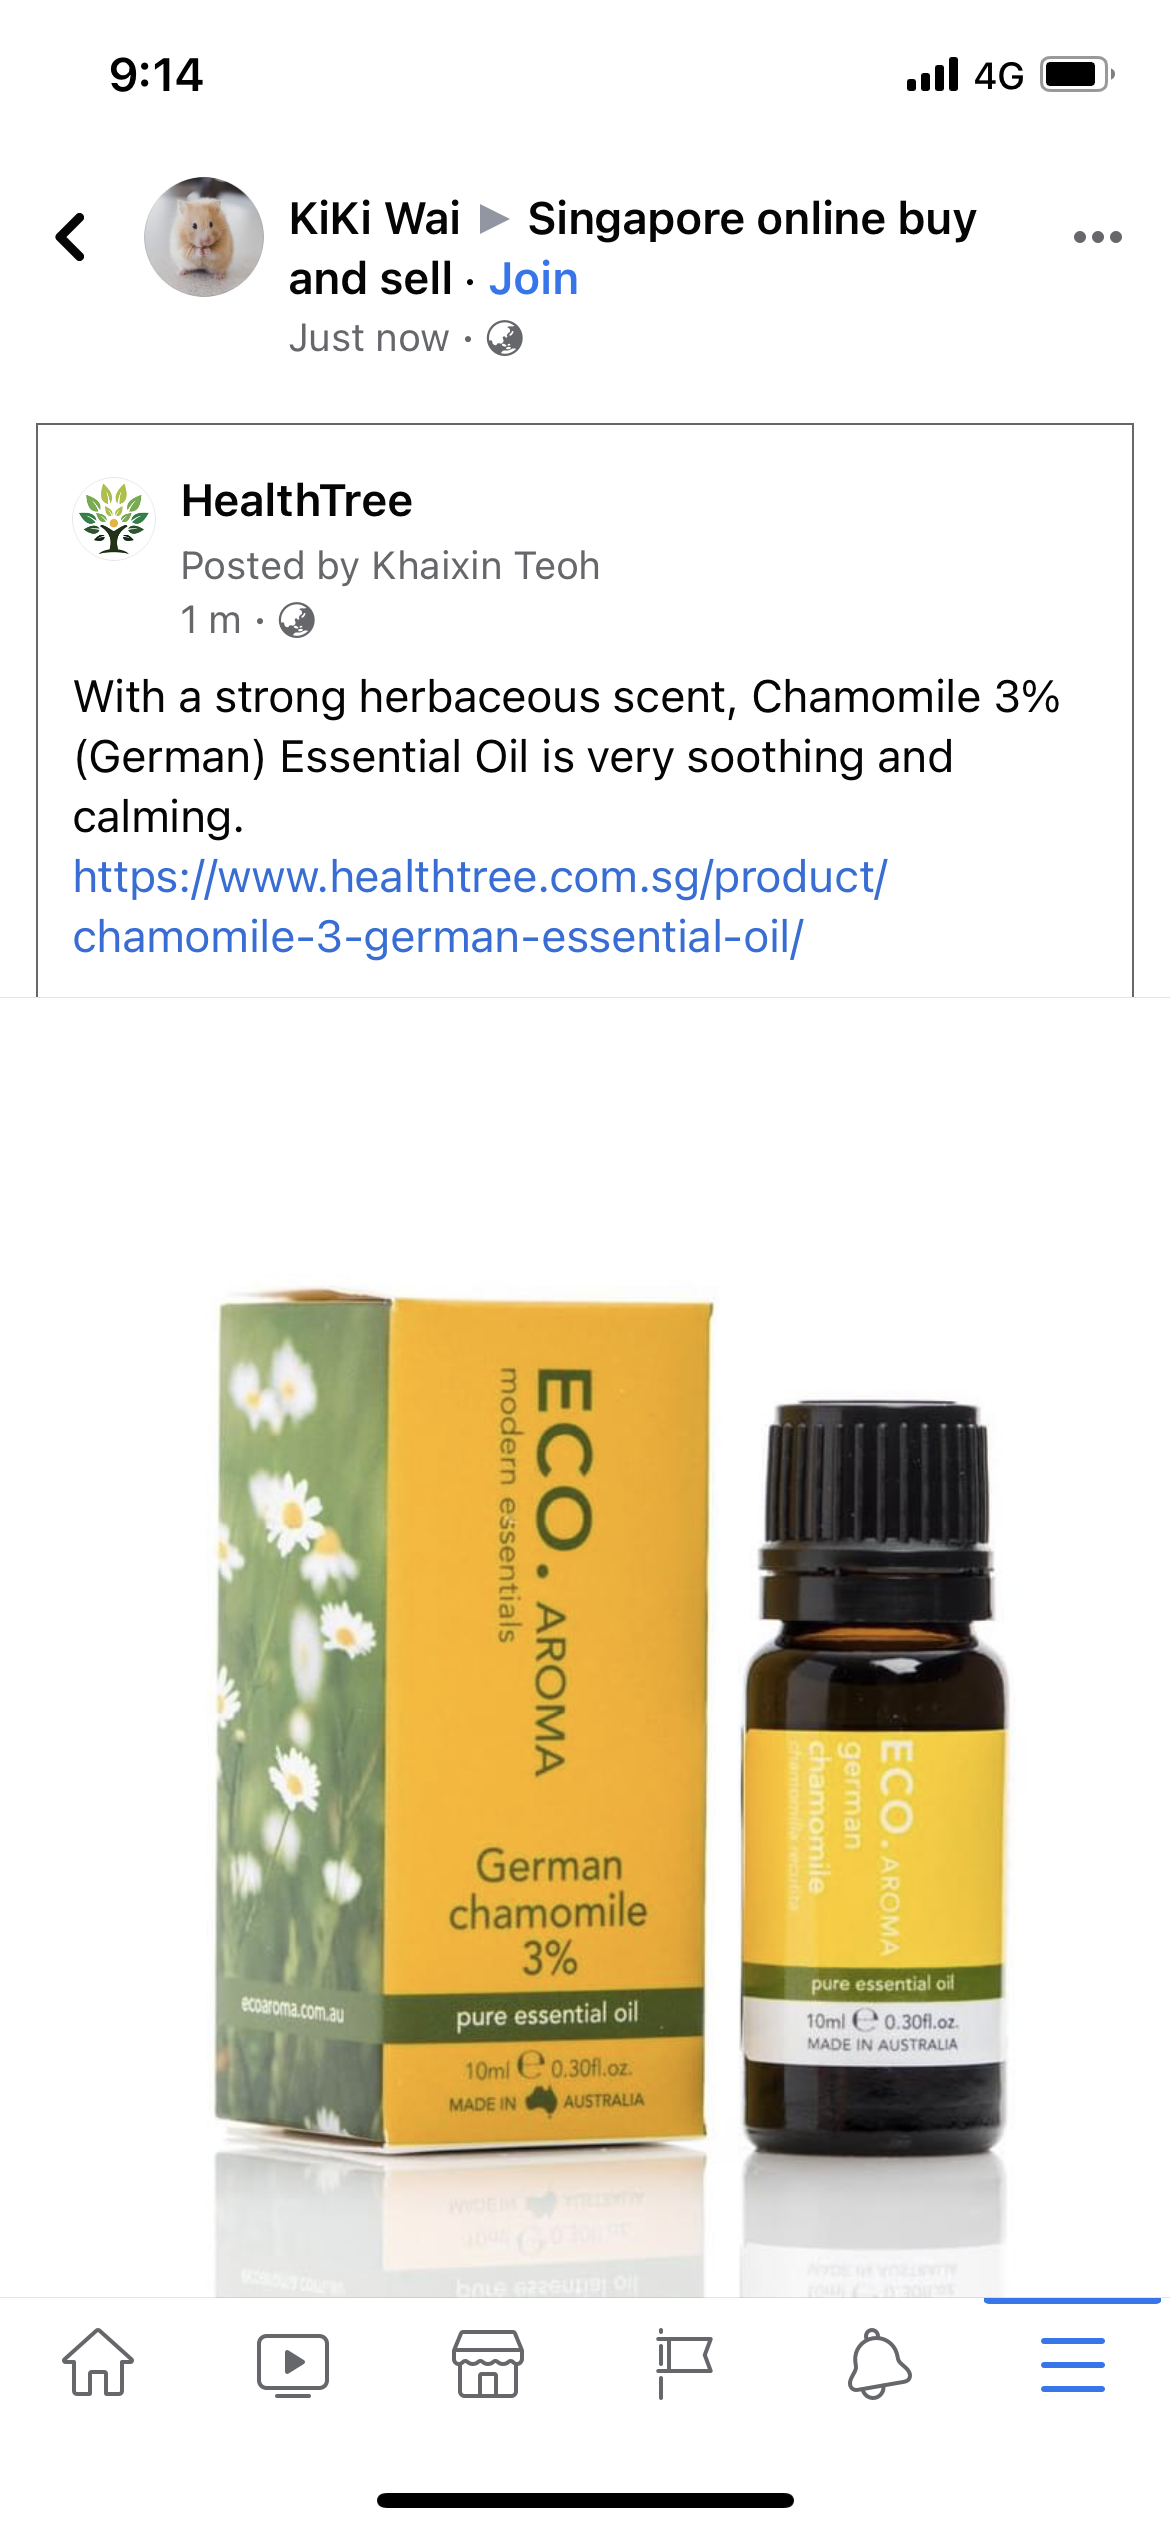 9:14
4G
KiKi Wai ▶ Singapore online buy
and sell · Join
Just now ·
HealthTree
Posted by Khaixin Teoh
1 m ·
With a strong herbaceous scent, Chamomile 3%
(German) Essential Oil is very soothing and
calming.
https://www.healthtree.com.sg/product/
chamomile-3-german-essential-oil/
ECO. AROMA
modern essentials
German
chamomile
3%
ecoaroma.com.au
pure essential oil
10ml e 0.30fl.oz.
MADE IN AUSTRALIA
ECO. AROMA
german
chamomile
chamomilla recutita
pure essential oil
10ml e 0.30fl.oz.
MADE IN AUSTRALIA